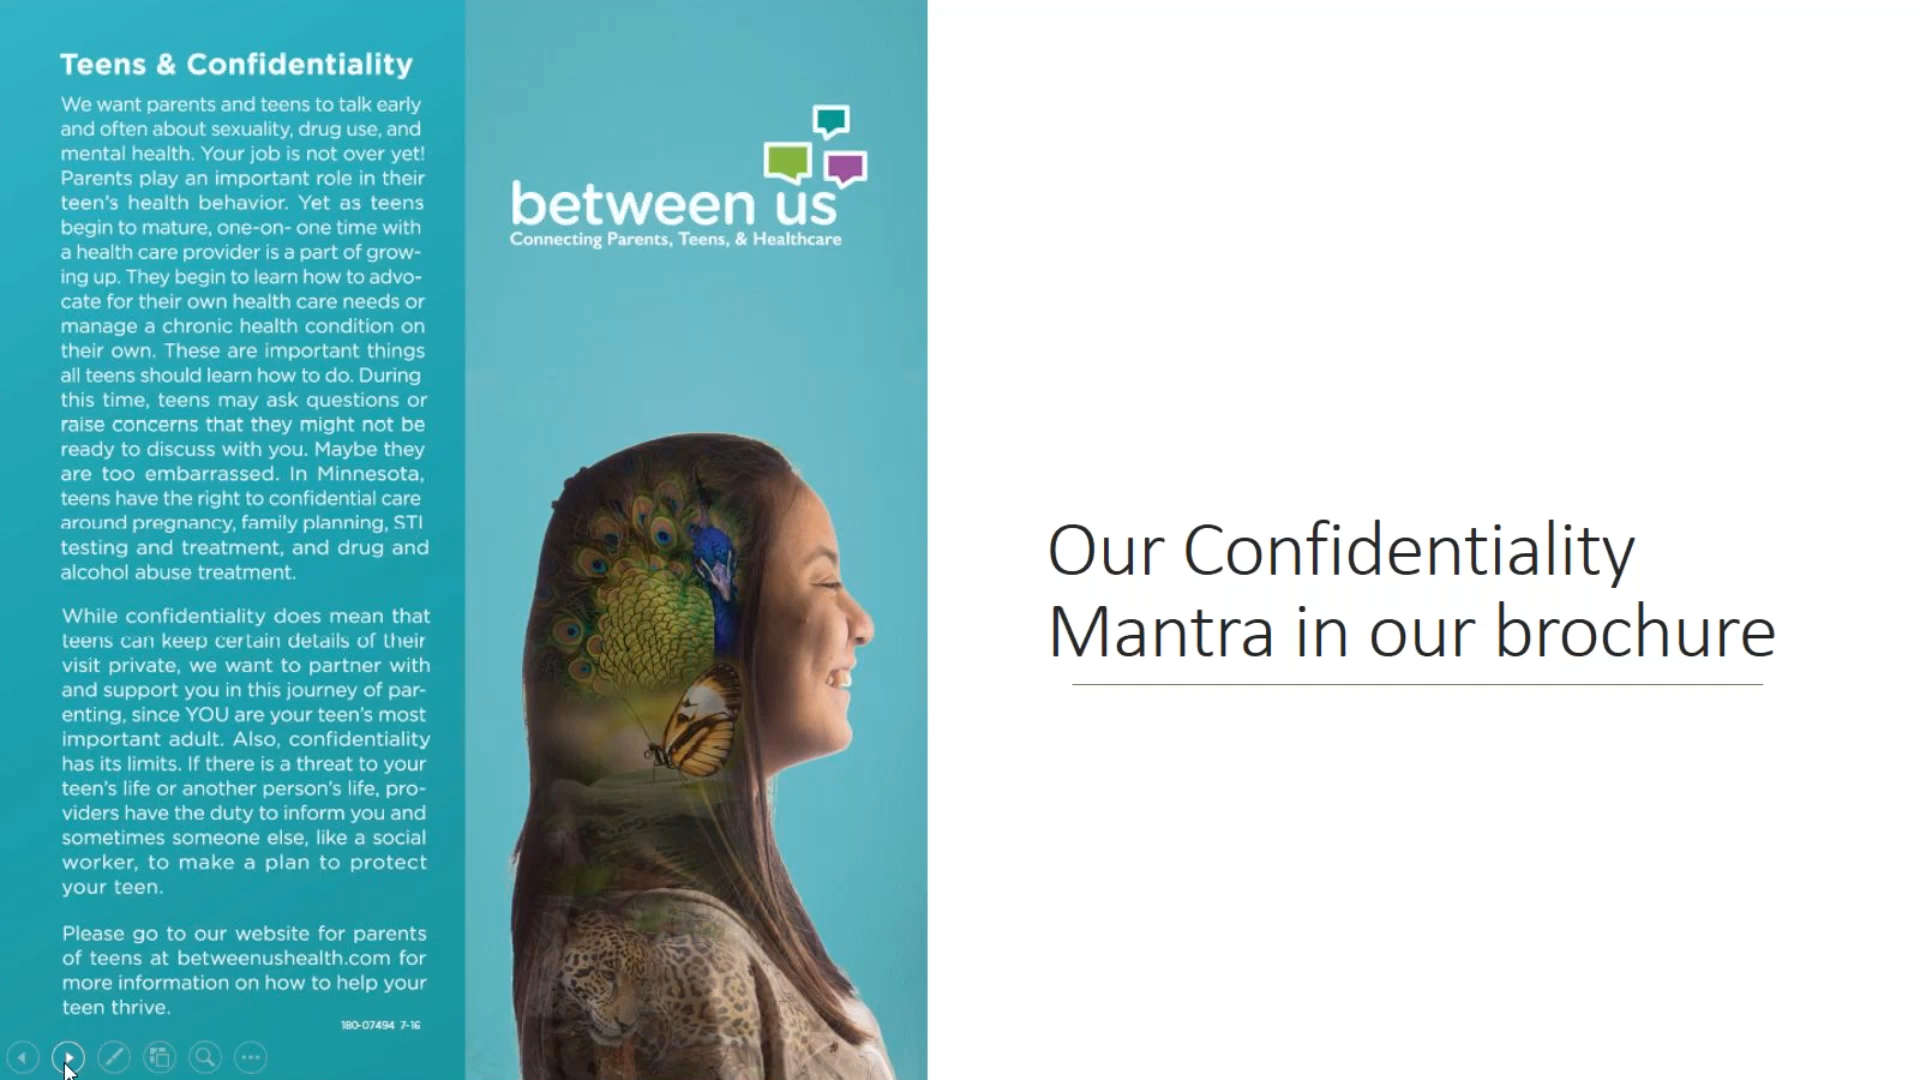 Teens & Confidentiality
We want parents and teens to talk early
and often about sexuality, drug use, and
mental health. Your job is not over yet!
Parents play an important role in their
teen's health behavior. Yet as teens
begin to mature, one-on- one time with
a health care provider is a part of grow-
ing up. They begin to learn how to advo-
cate for their own health care needs or
manage a chronic health condition on
their own. These are important things
all teens should learn how to do. During
this time, teens may ask questions or
raise concerns that they might not be
ready to discuss with you. Maybe they
are too embarrassed. In Minnesota,
teens have the right to confidential care
around pregnancy, family planning, STI
testing and treatment, and drug and
alcohol abuse treatment.
While confidentiality does mean that
teens can keep certain details of their
visit private, we want to partner with
and support you in this journey of par-
enting, since YOU are your teen's most
important adult. Also, confidentiality
has its limits. If there is a threat to your
teen's life or another person's life, pro-
viders have the duty to inform you and
sometimes someone else, like a social
worker, to make a plan to protect
your teen.
Please go to our website for parents
of teens at betweenushealth.com for
more information on how to help your
teen thrive.
180-07494 7-16
between us
Connecting Parents, Teens, & Healthcare
Our Confidentiality
Mantra in our brochure